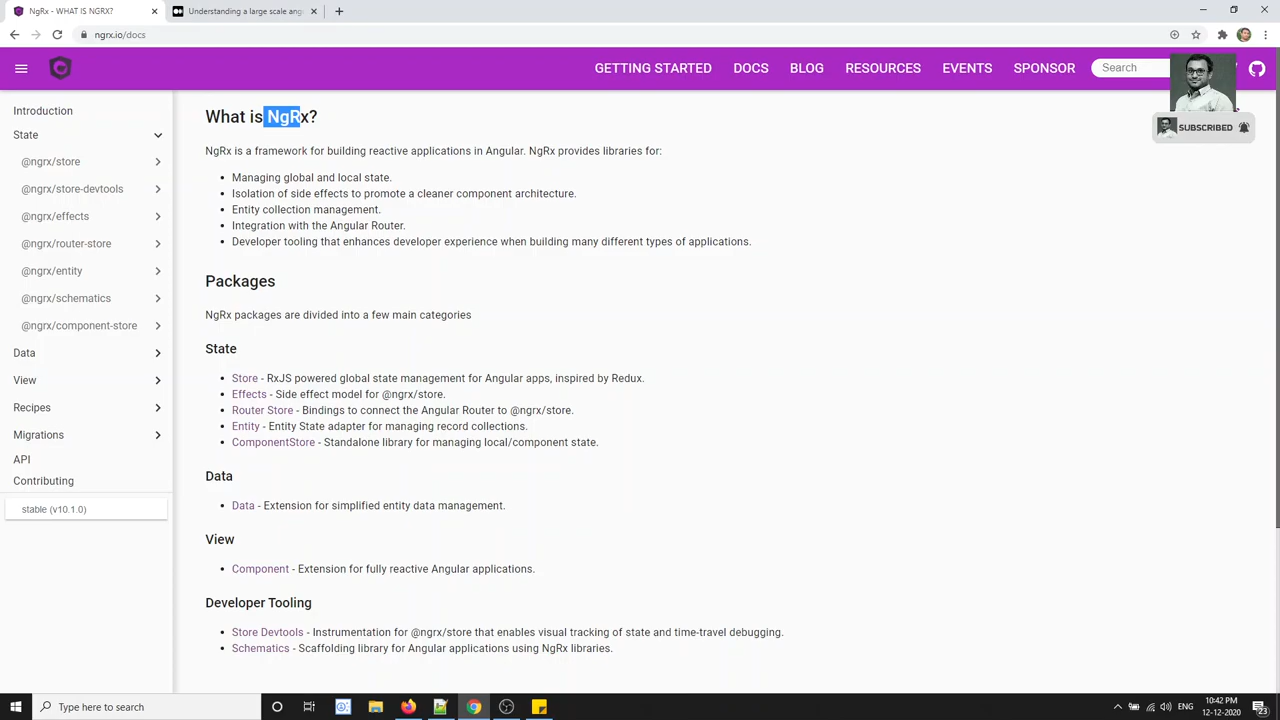 NgRx - WHAT IS NGRX?
Understanding a large scale ang
ngrx.io/docs
GETTING STARTED
DOCS
BLOG
RESOURCES
EVENTS
SPONSOR
Search
SUBSCRIBED
Introduction
State
@ngrx/store
@ngrx/store-devtools
@ngrx/effects
@ngrx/router-store
@ngrx/entity
@ngrx/schematics
@ngrx/component-store
Data
View
Recipes
Migrations
API
Contributing
stable (v10.1.0)
What is NgRx?
NgRx is a framework for building reactive applications in Angular. NgRx provides libraries for:
• Managing global and local state.
• Isolation of side effects to promote a cleaner component architecture.
• Entity collection management.
• Integration with the Angular Router.
• Developer tooling that enhances developer experience when building many different types of applications.
Packages
NgRx packages are divided into a few main categories
State
• Store - RxJS powered global state management for Angular apps, inspired by Redux.
• Effects - Side effect model for @ngrx/store.
• Router Store - Bindings to connect the Angular Router to @ngrx/store.
• Entity - Entity State adapter for managing record collections.
• ComponentStore - Standalone library for managing local/component state.
Data
• Data - Extension for simplified entity data management.
View
• Component - Extension for fully reactive Angular applications.
Developer Tooling
• Store Devtools - Instrumentation for @ngrx/store that enables visual tracking of state and time-travel debugging.
• Schematics - Scaffolding library for Angular applications using NgRx libraries.
Type here to search
ENG
10:42 PM
12-12-2020
23